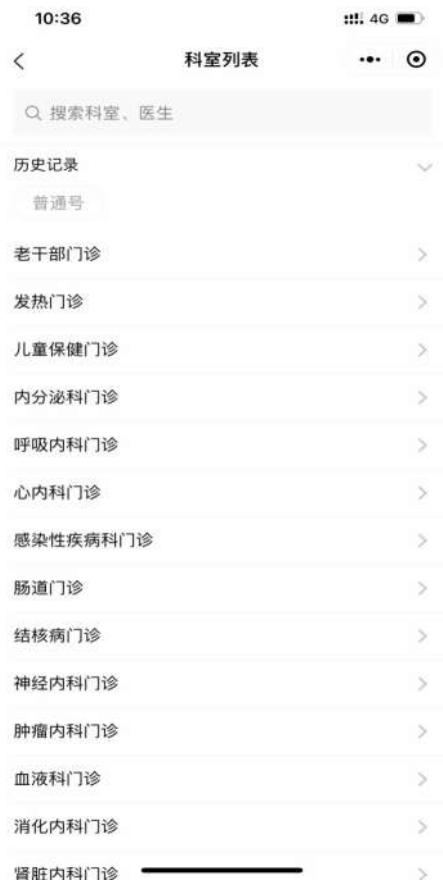 10:36
4G
科室列表
搜索科室、医生
历史记录
普通号
老干部门诊
发热门诊
儿童保健门诊
内分泌科门诊
呼吸内科门诊
心内科门诊
感染性疾病科门诊
肠道门诊
结核病门诊
神经内科门诊
肿瘤内科门诊
血液科门诊
消化内科门诊
肾脏内科门诊